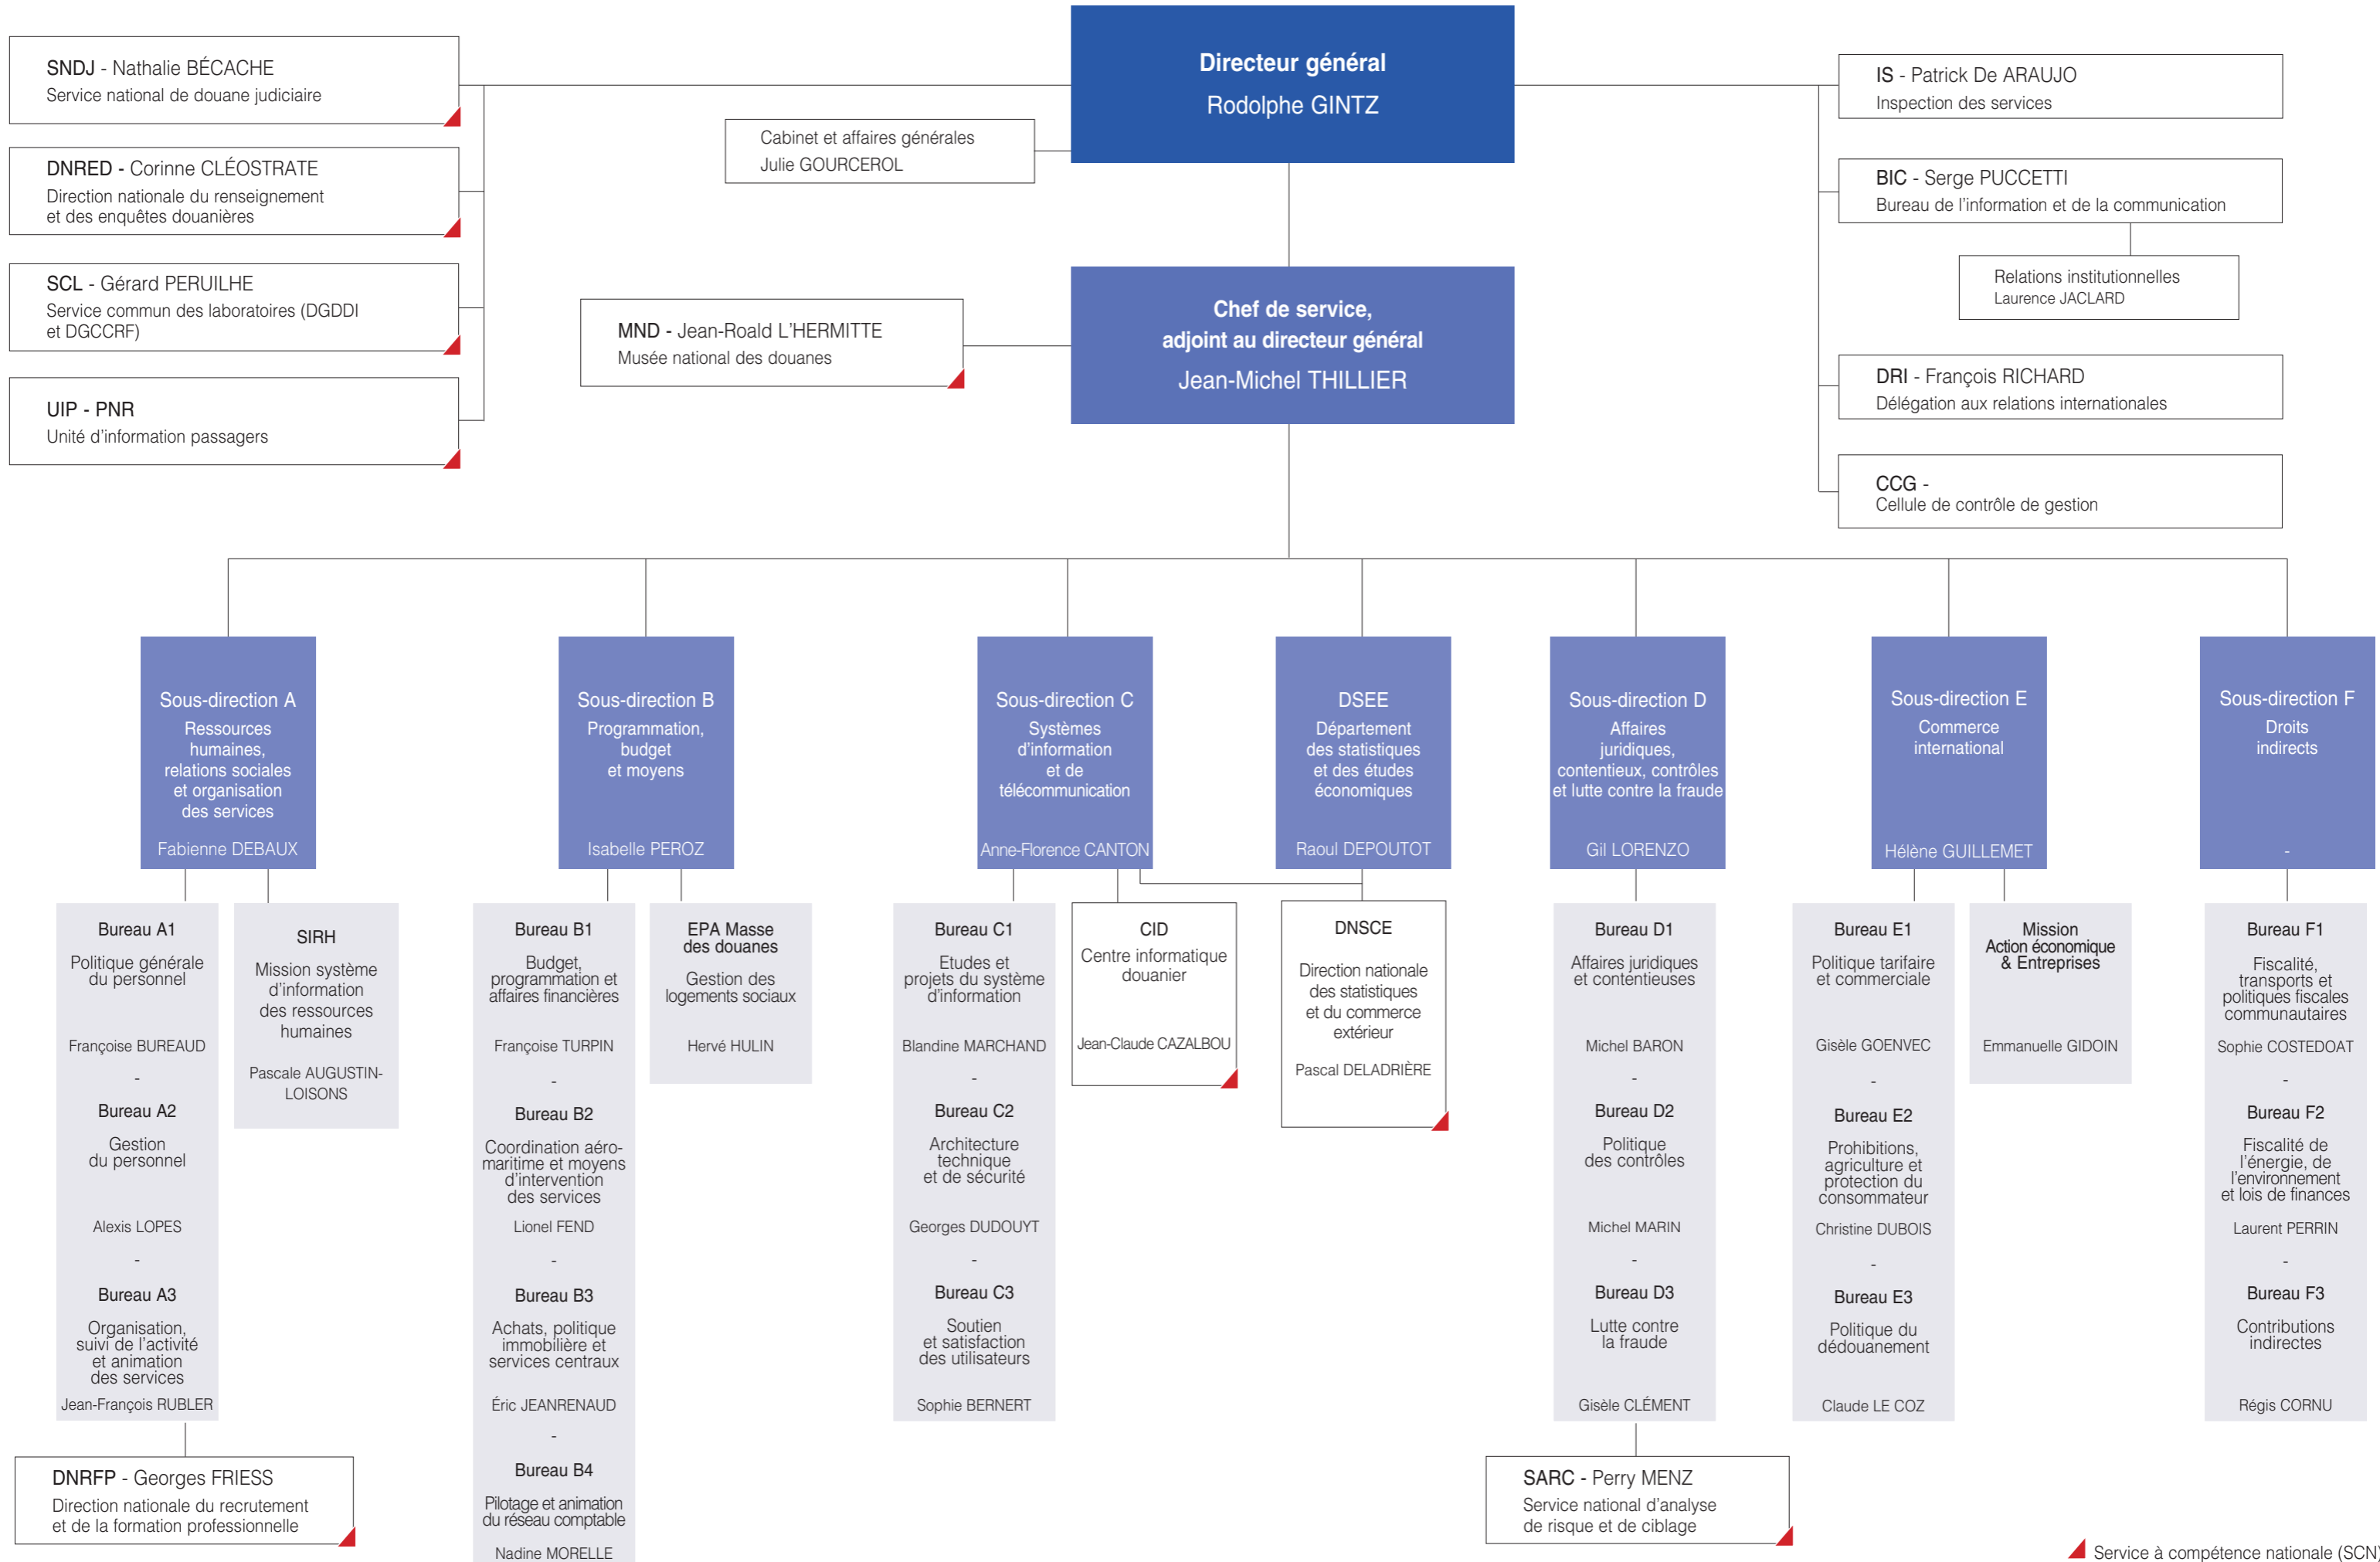 Directeur général
Rodolphe GINTZ
SNDJ - Nathalie BÉCACHE
Service national de douane judiciaire
DNRED - Corinne CLÉOSTRATE
Direction nationale du renseignement
et des enquêtes douanières
SCL - Gérard PERUILHE
Service commun des laboratoires (DGDDI
et DGCCRF)
UIP - PNR
Unité d'information passagers
Cabinet et affaires générales
Julie GOURCEROL
IS - Patrick De ARAUJO
Inspection des services
BIC - Serge PUCCETTI
Bureau de l'information et de la communication
Relations institutionnelles
Laurence JACLARD
DRI - François RICHARD
Délégation aux relations internationales
CCG -
Cellule de contrôle de gestion
Chef de service,
adjoint au directeur général
Jean-Michel THILLIER
MND - Jean-Roald L'HERMITTE
Musée national des douanes
Sous-direction A
Ressources
humaines,
relations sociales
et organisation
des services
Fabienne DEBAUX
Sous-direction B
Programmation,
budget
et moyens
Isabelle PEROZ
Sous-direction C
Systèmes
d'information
et de
télécommunication
Anne-Florence CANTON
DSEE
Département
des statistiques
et des études
économiques
Raoul DEPOUTOT
Sous-direction D
Affaires
juridiques,
contentieux, contrôles
et lutte contre la fraude
Gil LORENZO
Sous-direction E
Commerce
international
Hélène GUILLEMET
Sous-direction F
Droits
indirects
-
Bureau A1
Politique générale
du personnel
Françoise BUREAUD
-
Bureau A2
Gestion
du personnel
Alexis LOPES
-
Bureau A3
Organisation,
suivi de l'activité
et animation
des services
Jean-François RUBLER
SIRH
Mission système
d'information
des ressources
humaines
Pascale AUGUSTIN-
LOISONS
DNRFP - Georges FRIESS
Direction nationale du recrutement
et de la formation professionnelle
Bureau B1
Budget,
programmation et
affaires financières
Françoise TURPIN
-
Bureau B2
Coordination aéro-
maritime et moyens
d'intervention
des services
Lionel FEND
-
Bureau B3
Achats, politique
immobilière et
services centraux
Éric JEANRENAUD
-
Bureau B4
Pilotage et animation
du réseau comptable
Nadine MORELLE
EPA Masse
des douanes
Gestion des
logements sociaux
Hervé HULIN
Bureau C1
Etudes et
projets du système
d'information
Blandine MARCHAND
-
Bureau C2
Architecture
technique
et de sécurité
Georges DUDOUYT
-
Bureau C3
Soutien
et satisfaction
des utilisateurs
Sophie BERNERT
CID
Centre informatique
douanier
Jean-Claude CAZALBOU
DNSCE
Direction nationale
des statistiques
et du commerce
extérieur
Pascal DELADRIÈRE
Bureau D1
Affaires juridiques
et contentieuses
Michel BARON
-
Bureau D2
Politique
des contrôles
Michel MARIN
-
Bureau D3
Lutte contre
la fraude
Gisèle CLÉMENT
SARC - Perry MENZ
Service national d'analyse
de risque et de ciblage
Bureau E1
Politique tarifaire
et commerciale
Gisèle GOENVEC
-
Bureau E2
Prohibitions,
agriculture et
protection du
consommateur
Christine DUBOIS
-
Bureau E3
Politique du
dédouanement
Claude LE COZ
Mission
Action économique
& Entreprises
Emmanuelle GIDOIN
Bureau F1
Fiscalité,
transports et
politiques fiscales
communautaires
Sophie COSTEDOAT
-
Bureau F2
Fiscalité de
l'énergie, de
l'environnement
et lois de finances
Laurent PERRIN
-
Bureau F3
Contributions
indirectes
Régis CORNU
Service à compétence nationale (SCN)